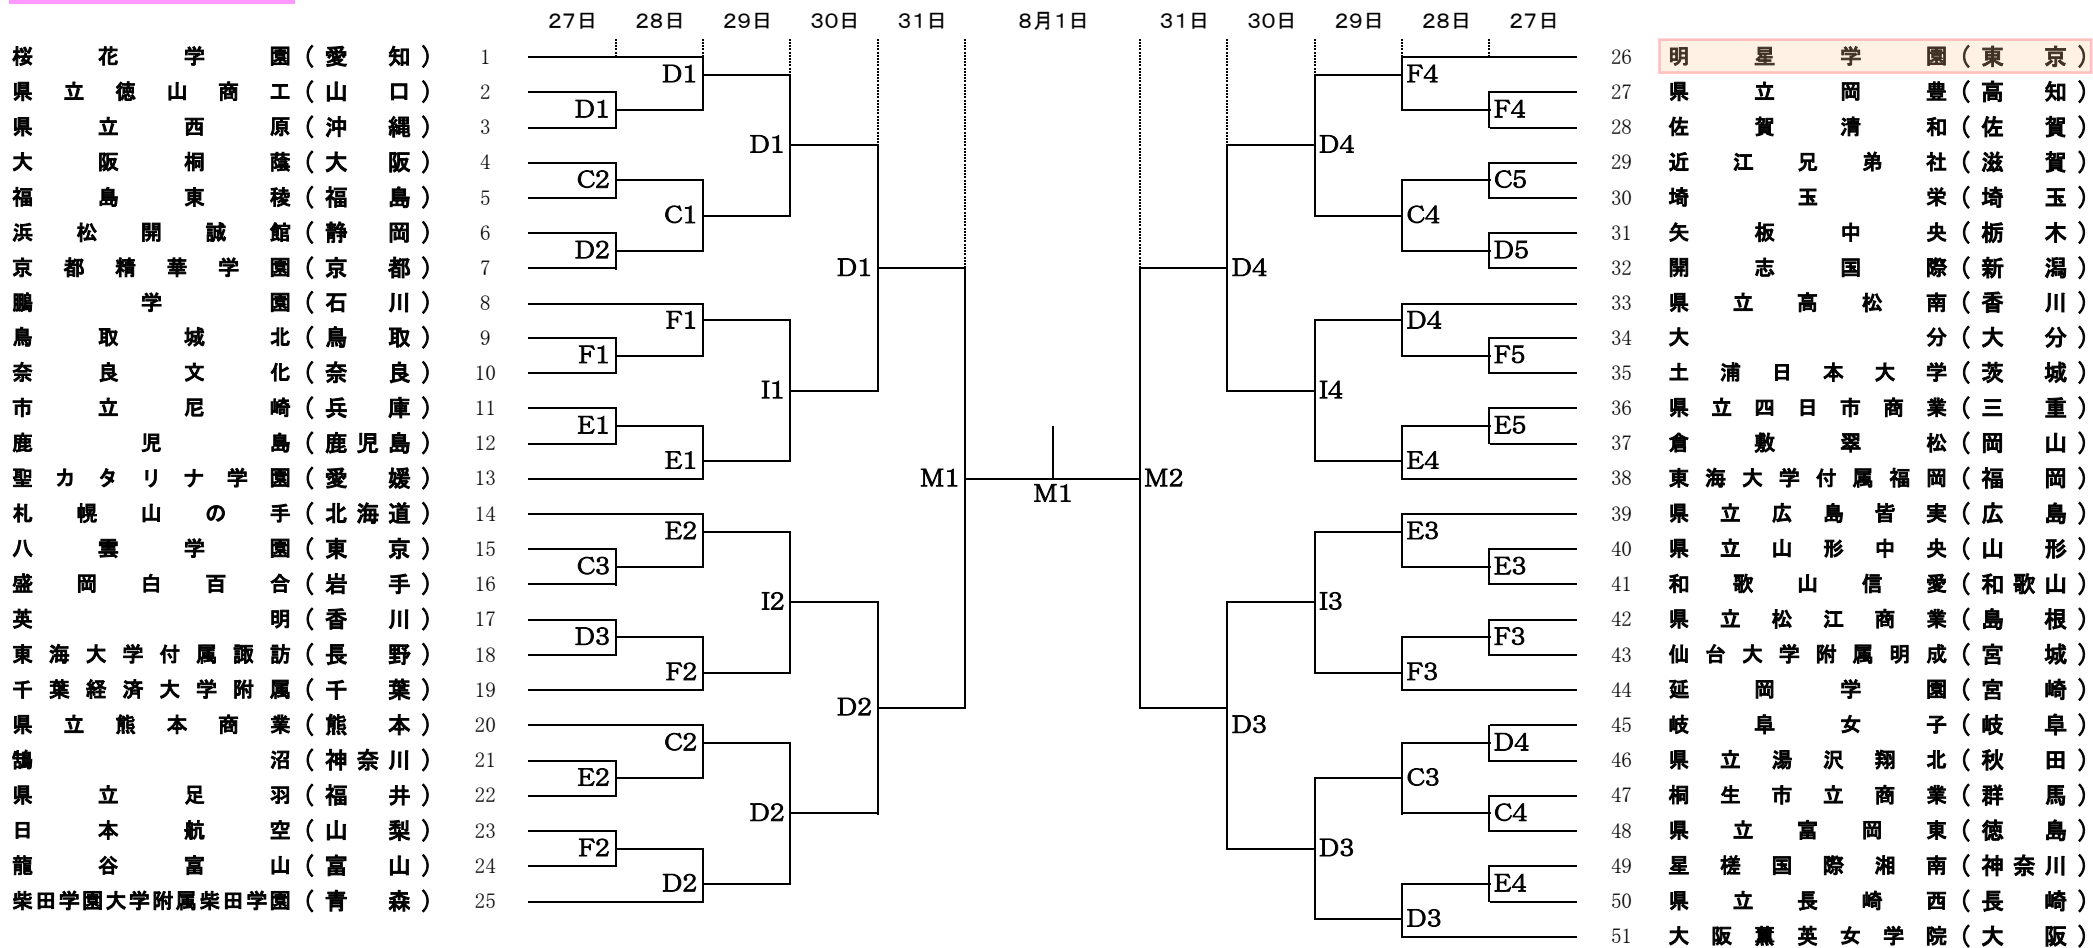 27日 28日 29日 30日 31日 8月1日 31日 30日 29日 28日 27日
桜花学園(愛知) 1
県立徳山商工(山口) 2
県立西原(沖縄) 3
大阪桐蔭(大阪) 4
福島東稜(福島) 5
浜松開誠館(静岡) 6
京都精華学園(京都) 7
鵬学園(石川) 8
鳥取城北(鳥取) 9
奈良文化(奈良) 10
市立尼崎(兵庫) 11
鹿児島(鹿児島) 12
聖カタリナ学園(愛媛) 13
札幌山の手(北海道) 14
八雲学園(東京) 15
盛岡白百合(岩手) 16
英明(香川) 17
東海大学付属諏訪(長野) 18
千葉経済大学附属(千葉) 19
県立熊本商業(熊本) 20
鵠沼(神奈川) 21
県立足羽(福井) 22
日本航空(山梨) 23
龍谷富山(富山) 24
柴田学園大学附属柴田学園(青森) 25
D1
C2
D2
F1
E1
C3
D3
E2
F2
D1
C1
F1
E1
E2
F2
C2
D2
D1
I1
I2
D2
D1
D2
M1
M1
M2
D4
D3
D4
I4
I3
D3
F4
C4
D4
E4
E3
F3
C3
D3
F4
C5
D5
F5
E5
E3
F3
D4
C4
E4
26 明星学園(東京)
27 県立岡豊(高知)
28 佐賀清和(佐賀)
29 近江兄弟社(滋賀)
30 埼玉栄(埼玉)
31 矢板中央(栃木)
32 開志国際(新潟)
33 県立高松南(香川)
34 大分(大分)
35 土浦日本大学(茨城)
36 県立四日市商業(三重)
37 倉敷翠松(岡山)
38 東海大学付属福岡(福岡)
39 県立広島皆実(広島)
40 県立山形中央(山形)
41 和歌山信愛(和歌山)
42 県立松江商業(島根)
43 仙台大学附属明成(宮城)
44 延岡学園(宮崎)
45 岐阜女子(岐阜)
46 県立湯沢翔北(秋田)
47 桐生市立商業(群馬)
48 県立富岡東(徳島)
49 星槎国際湘南(神奈川)
50 県立長崎西(長崎)
51 大阪薫英女学院(大阪)